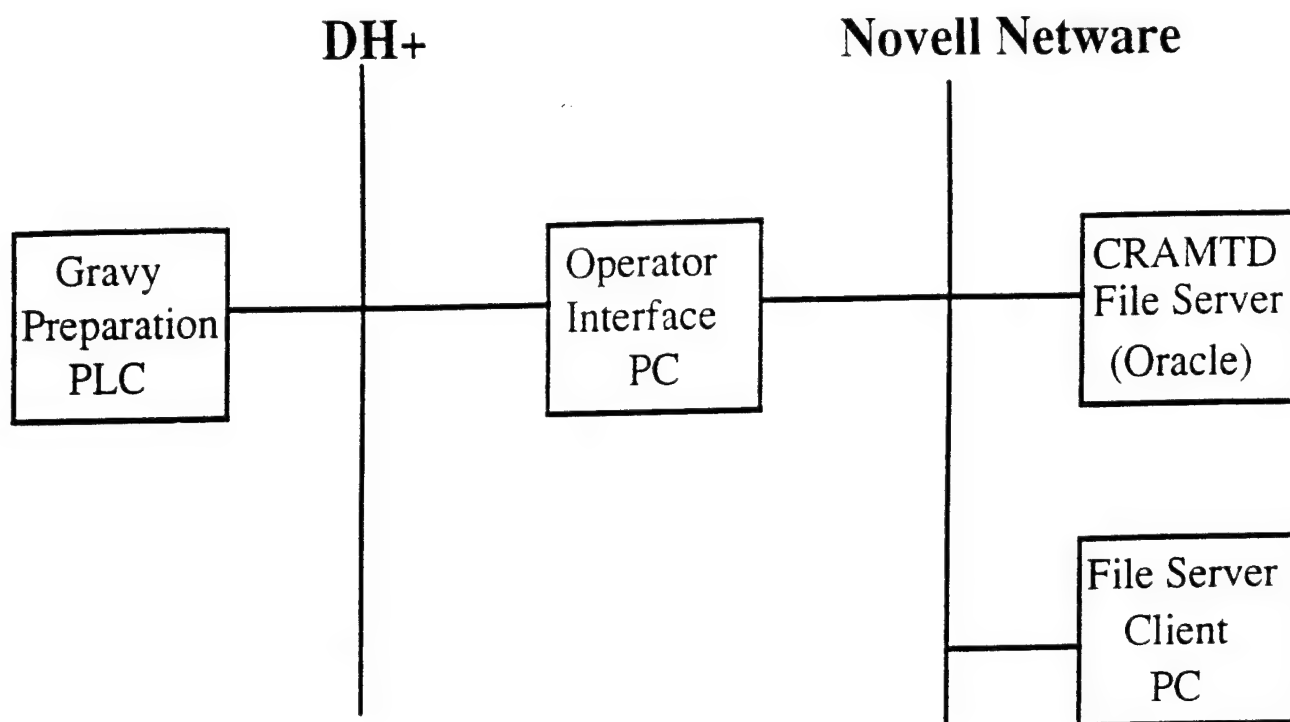 DH+
Novell Netware
Gravy
Preparation
PLC
Operator
Interface
PC
CRAMTD
File Server
(Oracle)
File Server
Client
PC